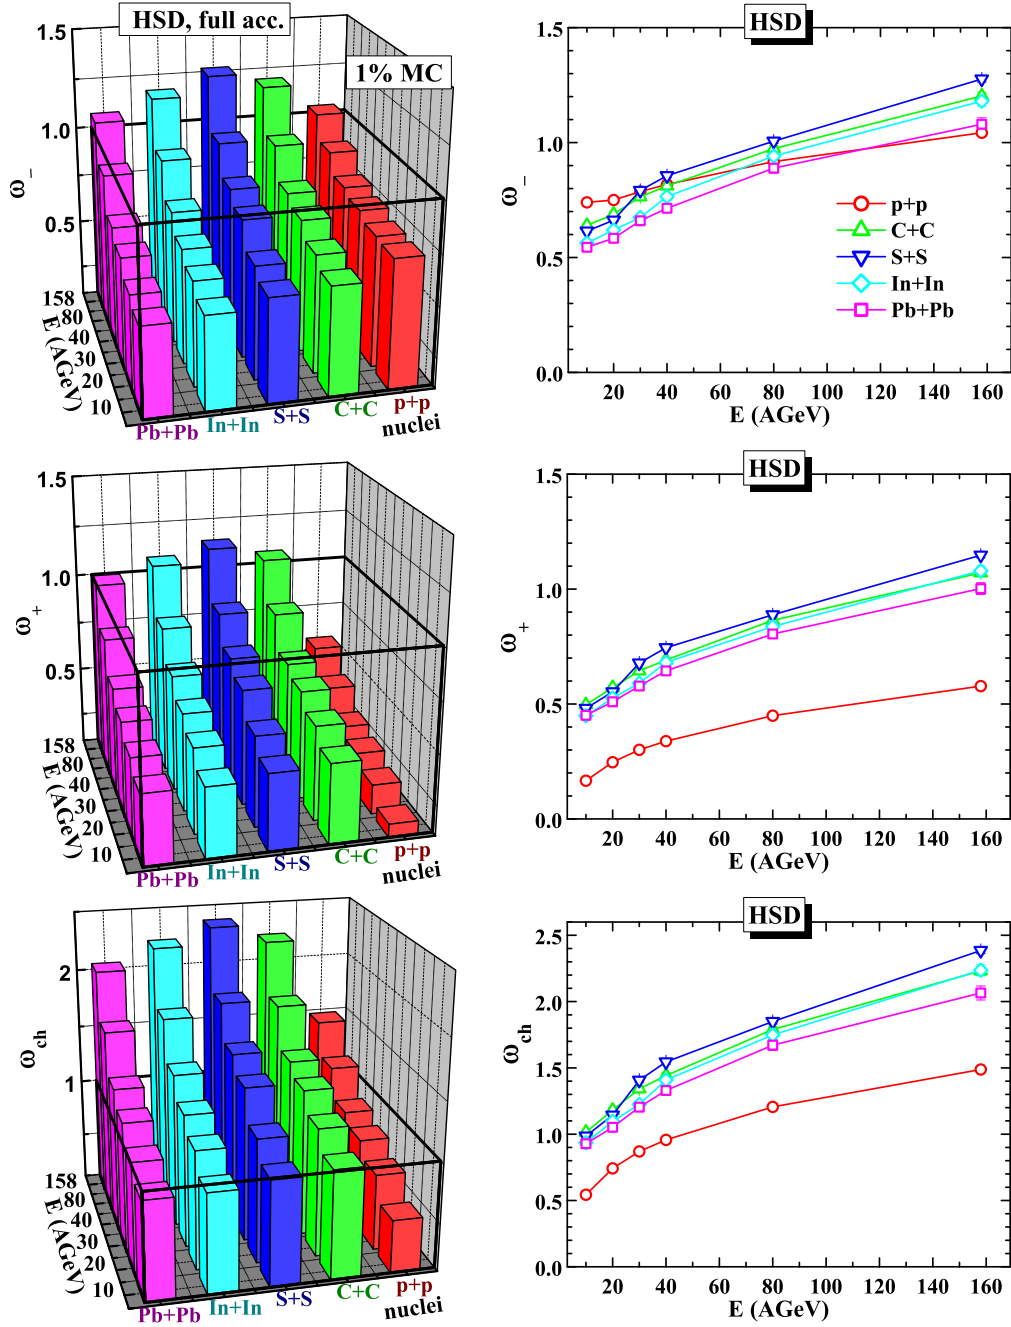 HSD, full acc.
1% MC
1.5
1.0
0.5
ω_
158
80
40
30
20
10
E (AGeV)
Pb+Pb
In+In
S+S
C+C
p+p
nuclei
HSD
1.5
1.0
0.5
0.0
ω_
p+p
C+C
S+S
In+In
Pb+Pb
0 20 40 60 80 100 120 140 160
E (AGeV)
1.5
1.0
0.5
ω+
158
80
40
30
20
10
E (AGeV)
Pb+Pb
In+In
S+S
C+C
p+p
nuclei
HSD
1.5
1.0
0.5
0.0
ω+
0 20 40 60 80 100 120 140 160
E (AGeV)
2
1
ωch
158
80
40
30
20
10
E (AGeV)
Pb+Pb
In+In
S+S
C+C
p+p
nuclei
HSD
2.5
2.0
1.5
1.0
0.5
0.0
ωch
0 20 40 60 80 100 120 140 160
E (AGeV)